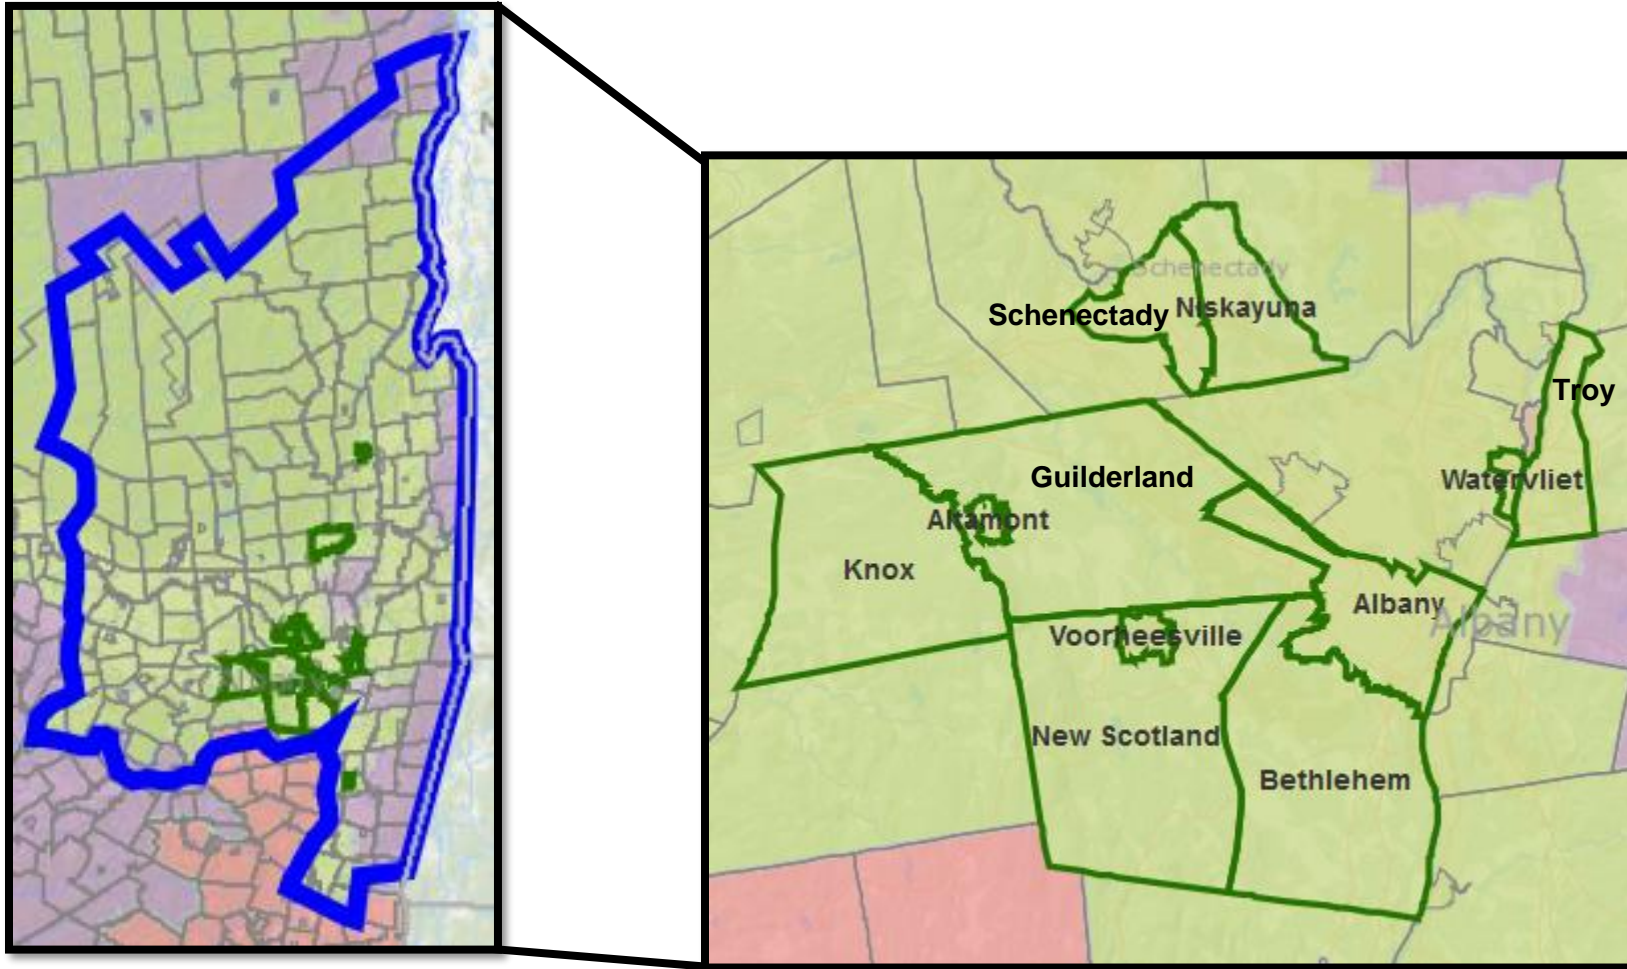 Schenectady
Schenectady
Niskayuna
Troy
Guilderland
Watervliet
Altamont
Knox
Albany
Albany
Voorheesville
New Scotland
Bethlehem